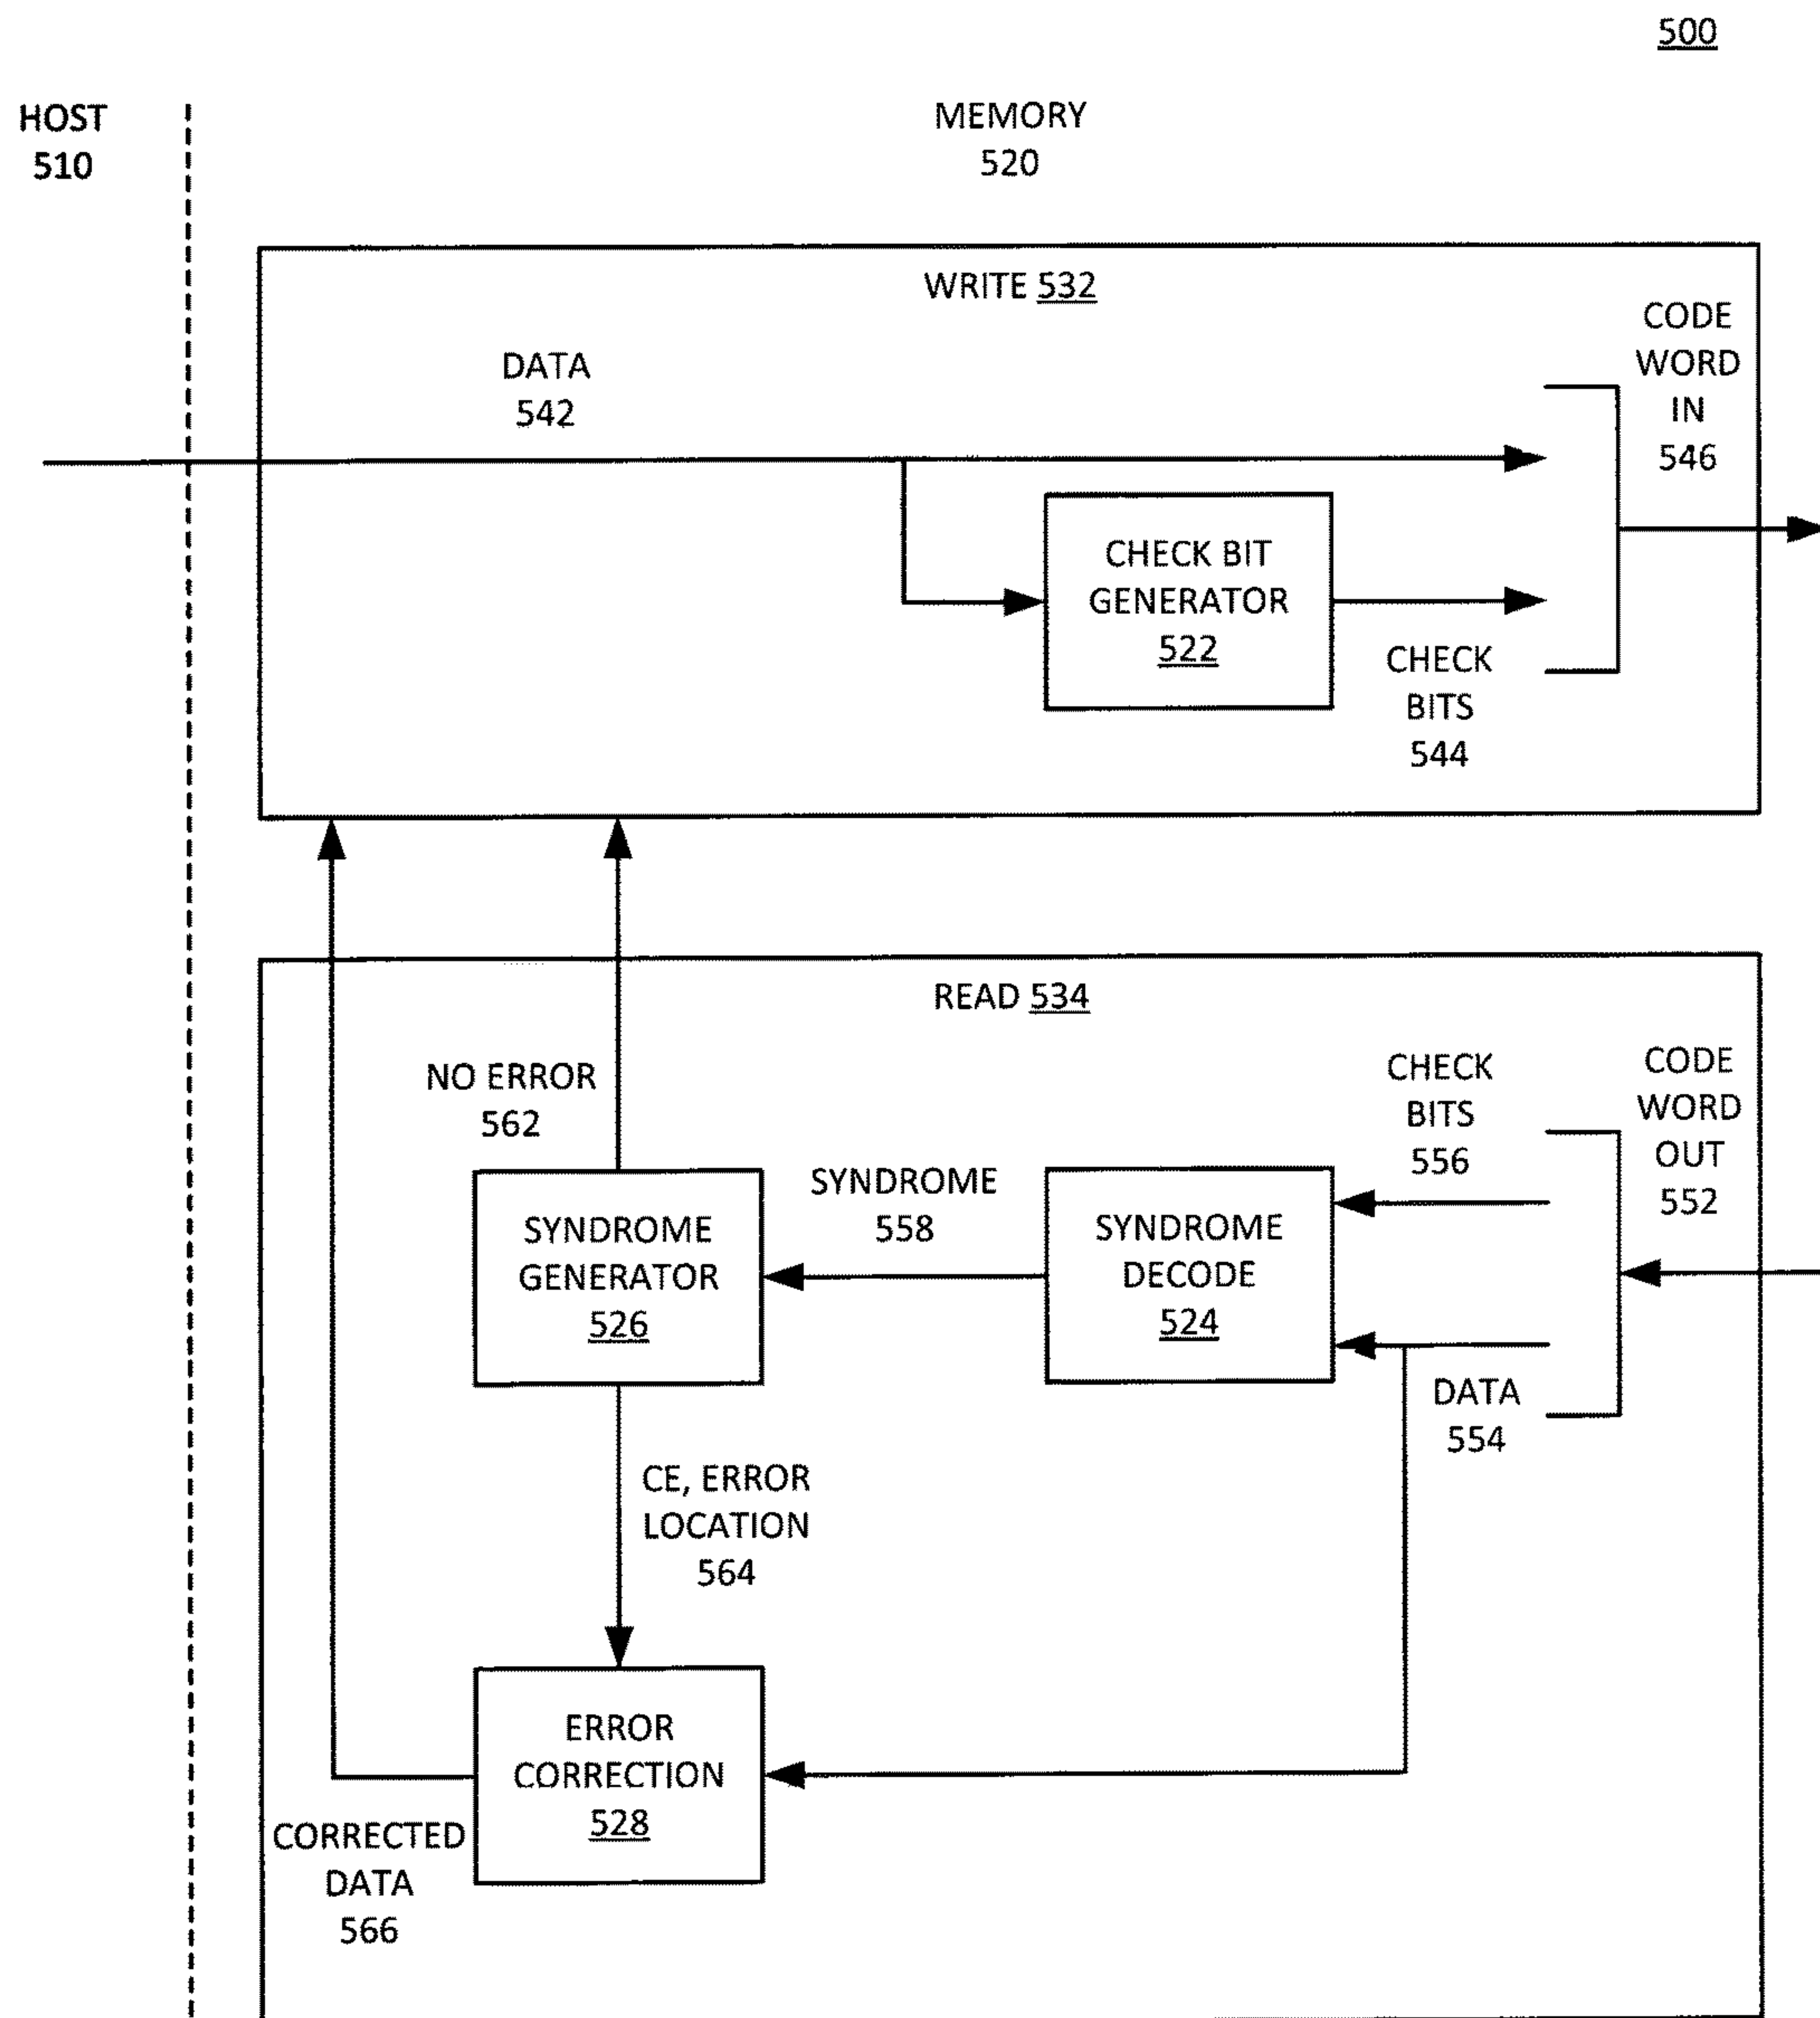 500
HOST
510
MEMORY
520
WRITE 532
DATA
542
CODE
WORD
IN
546
CHECK BIT
GENERATOR
522
CHECK
BITS
544
READ 534
NO ERROR
562
CHECK
BITS
556
CODE
WORD
OUT
552
SYNDROME
GENERATOR
526
SYNDROME
558
SYNDROME
DECODE
524
DATA
554
CE, ERROR
LOCATION
564
ERROR
CORRECTION
528
CORRECTED
DATA
566